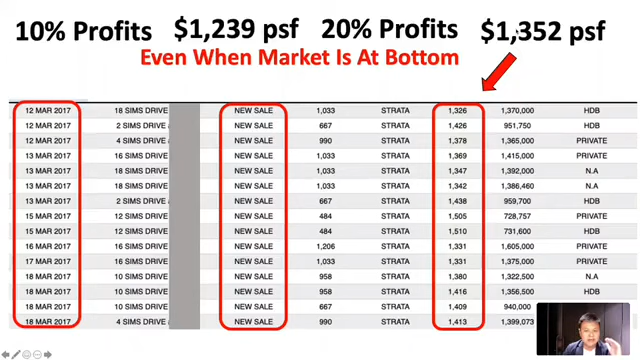 10% Profits $1,239 psf 20% Profits $1,352 psf
Even When Market Is At Bottom
12 MAR 2017 18 SIMS DRIVE NEW SALE 1,033 STRATA 1,326 1,370,000 HDB
12 MAR 2017 2 SIMS DRIVE NEW SALE 667 STRATA 1,426 951,750 HDB
12 MAR 2017 4 SIMS DRIVE NEW SALE 990 STRATA 1,378 1,365,000 PRIVATE
13 MAR 2017 16 SIMS DRIVE NEW SALE 1,033 STRATA 1,369 1,415,000 PRIVATE
13 MAR 2017 18 SIMS DRIVE NEW SALE 1,033 STRATA 1,347 1,392,000 N.A
13 MAR 2017 18 SIMS DRIVE NEW SALE 1,033 STRATA 1,342 1,386,460 N.A
13 MAR 2017 2 SIMS DRIVE NEW SALE 667 STRATA 1,438 959,700 HDB
15 MAR 2017 12 SIMS DRIVE NEW SALE 484 STRATA 1,505 728,757 PRIVATE
15 MAR 2017 12 SIMS DRIVE NEW SALE 484 STRATA 1,510 731,600 HDB
16 MAR 2017 16 SIMS DRIVE NEW SALE 1,206 STRATA 1,331 1,605,000 PRIVATE
17 MAR 2017 16 SIMS DRIVE NEW SALE 1,033 STRATA 1,331 1,375,000 PRIVATE
18 MAR 2017 10 SIMS DRIVE NEW SALE 958 STRATA 1,380 1,322,500 N.A
18 MAR 2017 10 SIMS DRIVE NEW SALE 958 STRATA 1,416 1,356,500 HDB
18 MAR 2017 10 SIMS DRIVE NEW SALE 667 STRATA 1,409 940,000
18 MAR 2017 4 SIMS DRIVE NEW SALE 990 STRATA 1,413 1,399,073